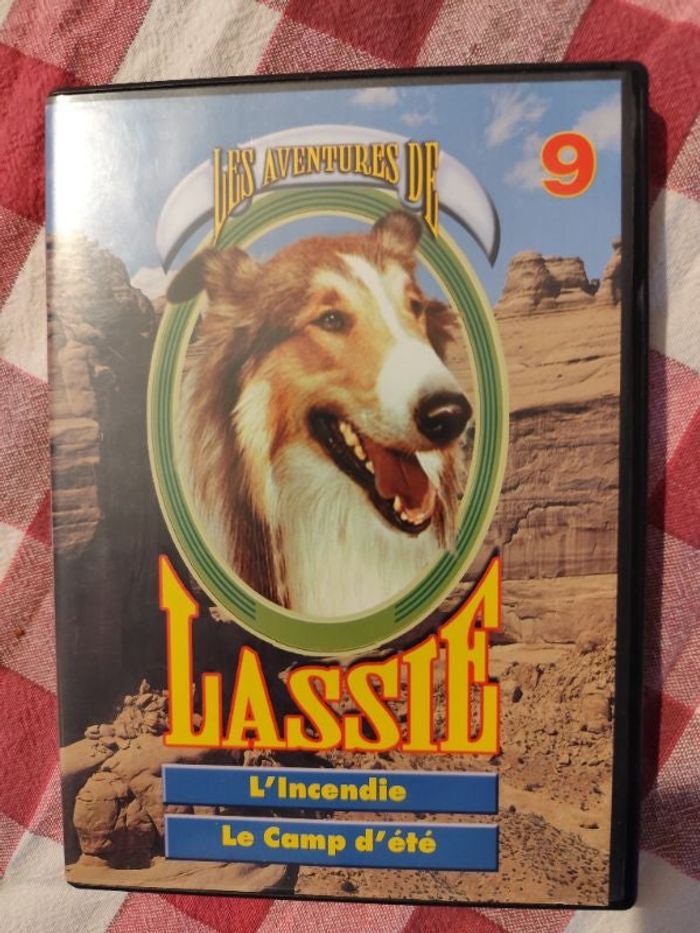 LES AVENTURES DE
9
LASSIE
L'Incendie
Le Camp d'été